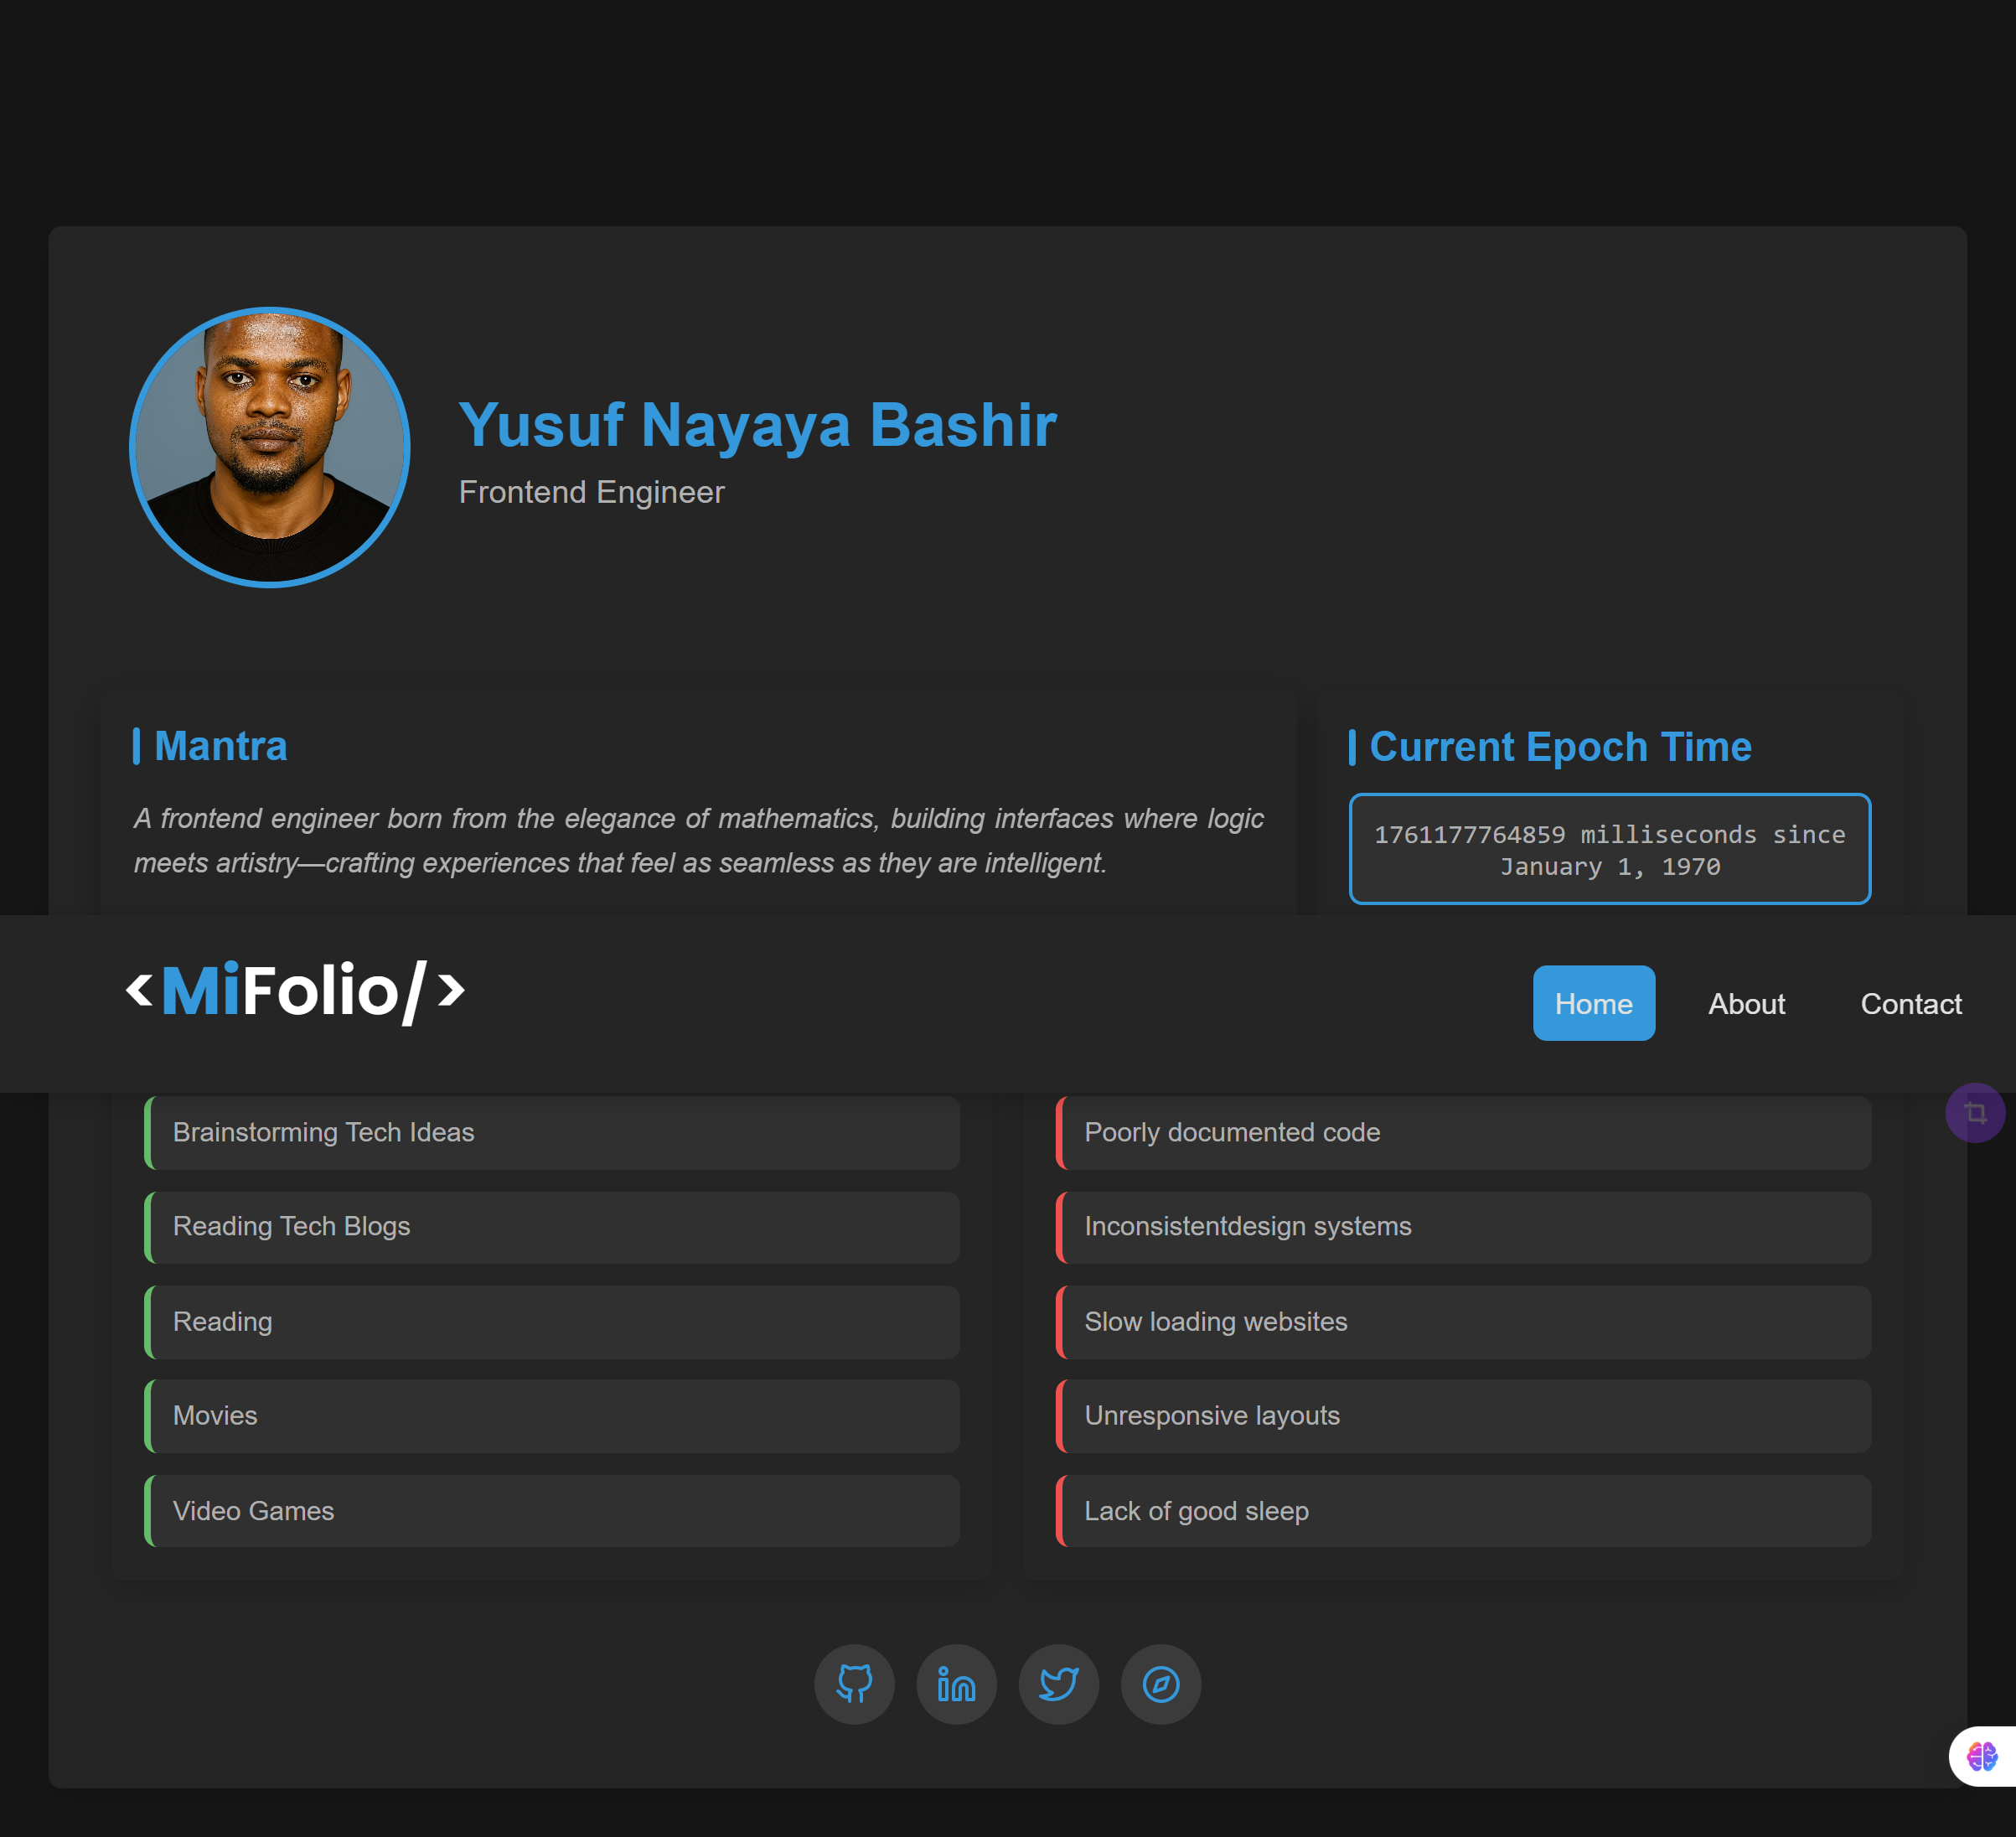 Yusuf Nayaya Bashir
Frontend Engineer
Mantra
A frontend engineer born from the elegance of mathematics, building interfaces where logic
meets artistry—crafting experiences that feel as seamless as they are intelligent.
Current Epoch Time
1761177764859 milliseconds since
January 1, 1970
<MiFolio/>
Home
About
Contact
Brainstorming Tech Ideas
Reading Tech Blogs
Reading
Movies
Video Games
Poorly documented code
Inconsistentdesign systems
Slow loading websites
Unresponsive layouts
Lack of good sleep